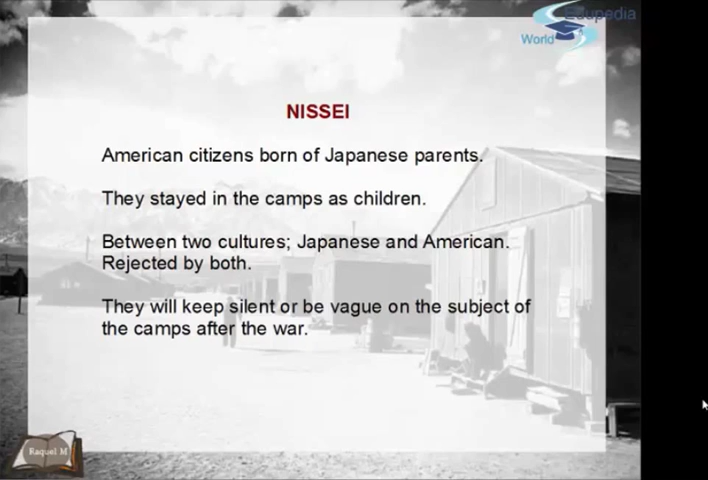 Edupedia
World
NISSEI
American citizens born of Japanese parents.
They stayed in the camps as children.
Between two cultures; Japanese and American.
Rejected by both.
They will keep silent or be vague on the subject of
the camps after the war.
Raquel M